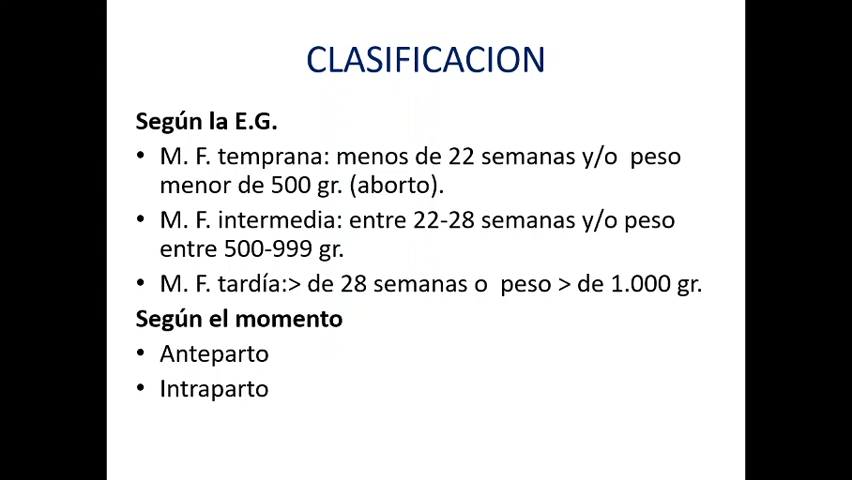 CLASIFICACION
Según la E.G.
• M. F. temprana: menos de 22 semanas y/o peso
menor de 500 gr. (aborto).
• M. F. intermedia: entre 22-28 semanas y/o peso
entre 500-999 gr.
• M. F. tardía:> de 28 semanas o peso > de 1.000 gr.
Según el momento
• Anteparto
• Intraparto